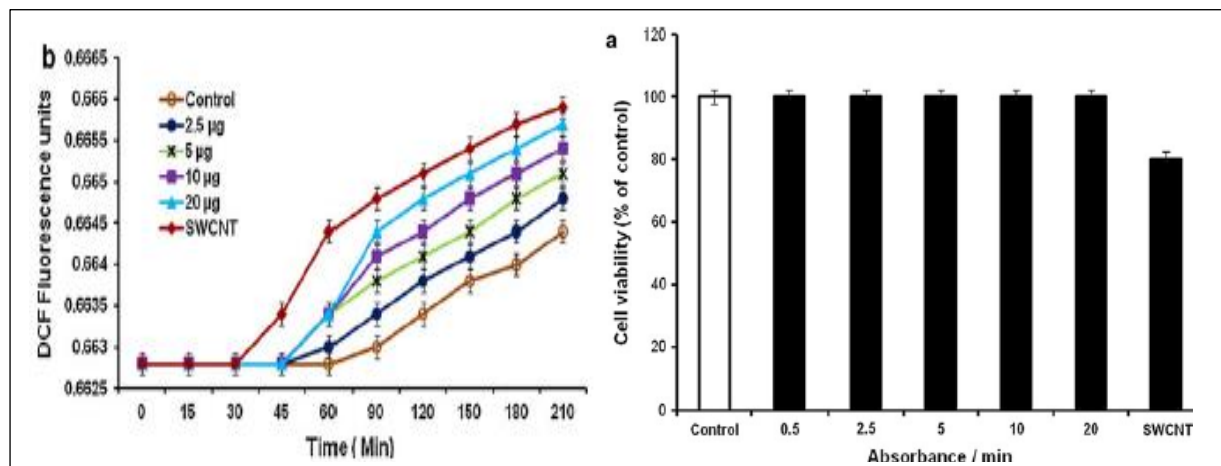 b
DCF Fluorescence units
0,6665
0,666
0,6655
0,665
0,6645
0,664
0,6635
0,663
0,6625
Control
2.5 µg
5 µg
10 µg
20 µg
SWCNT
0 15 30 45 60 90 120 150 180 210
Time ( Min)
a
Cell viability (% of control)
120
100
80
60
40
20
0
Control 0.5 2.5 5 10 20 SWCNT
Absorbance / min